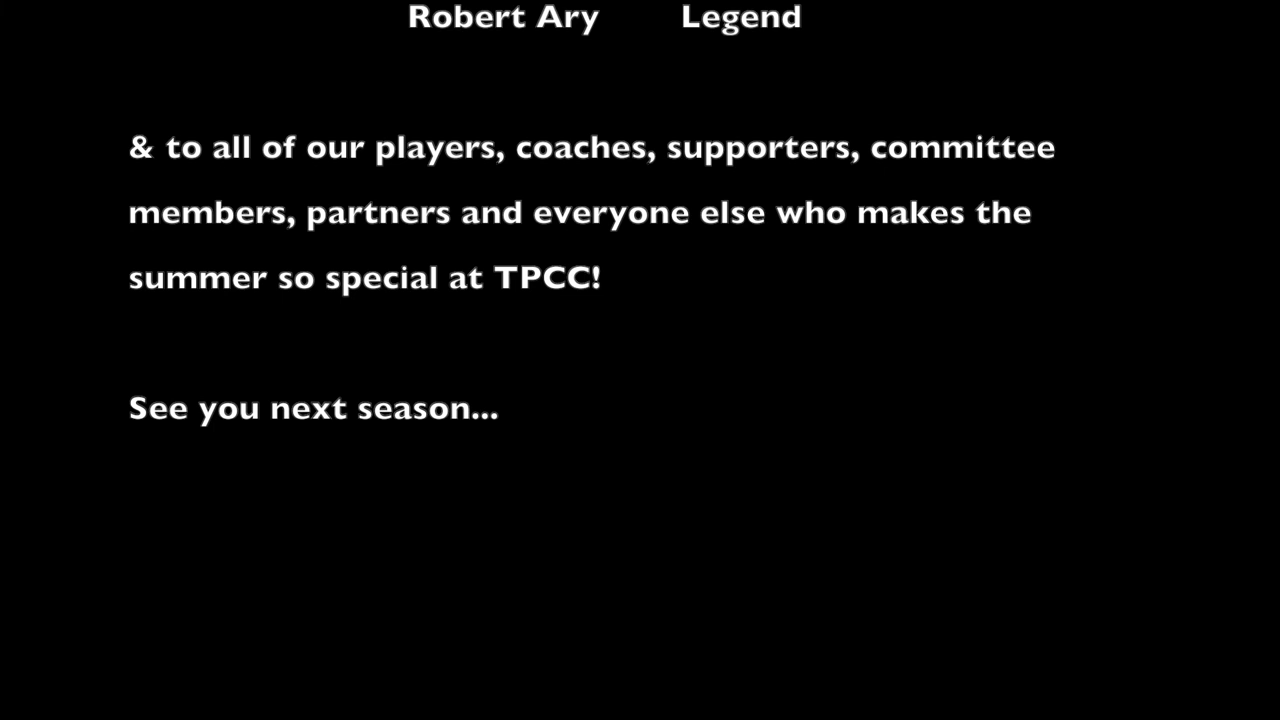 Robert Ary Legend
& to all of our players, coaches, supporters, committee
members, partners and everyone else who makes the
summer so special at TPCC!
See you next season...